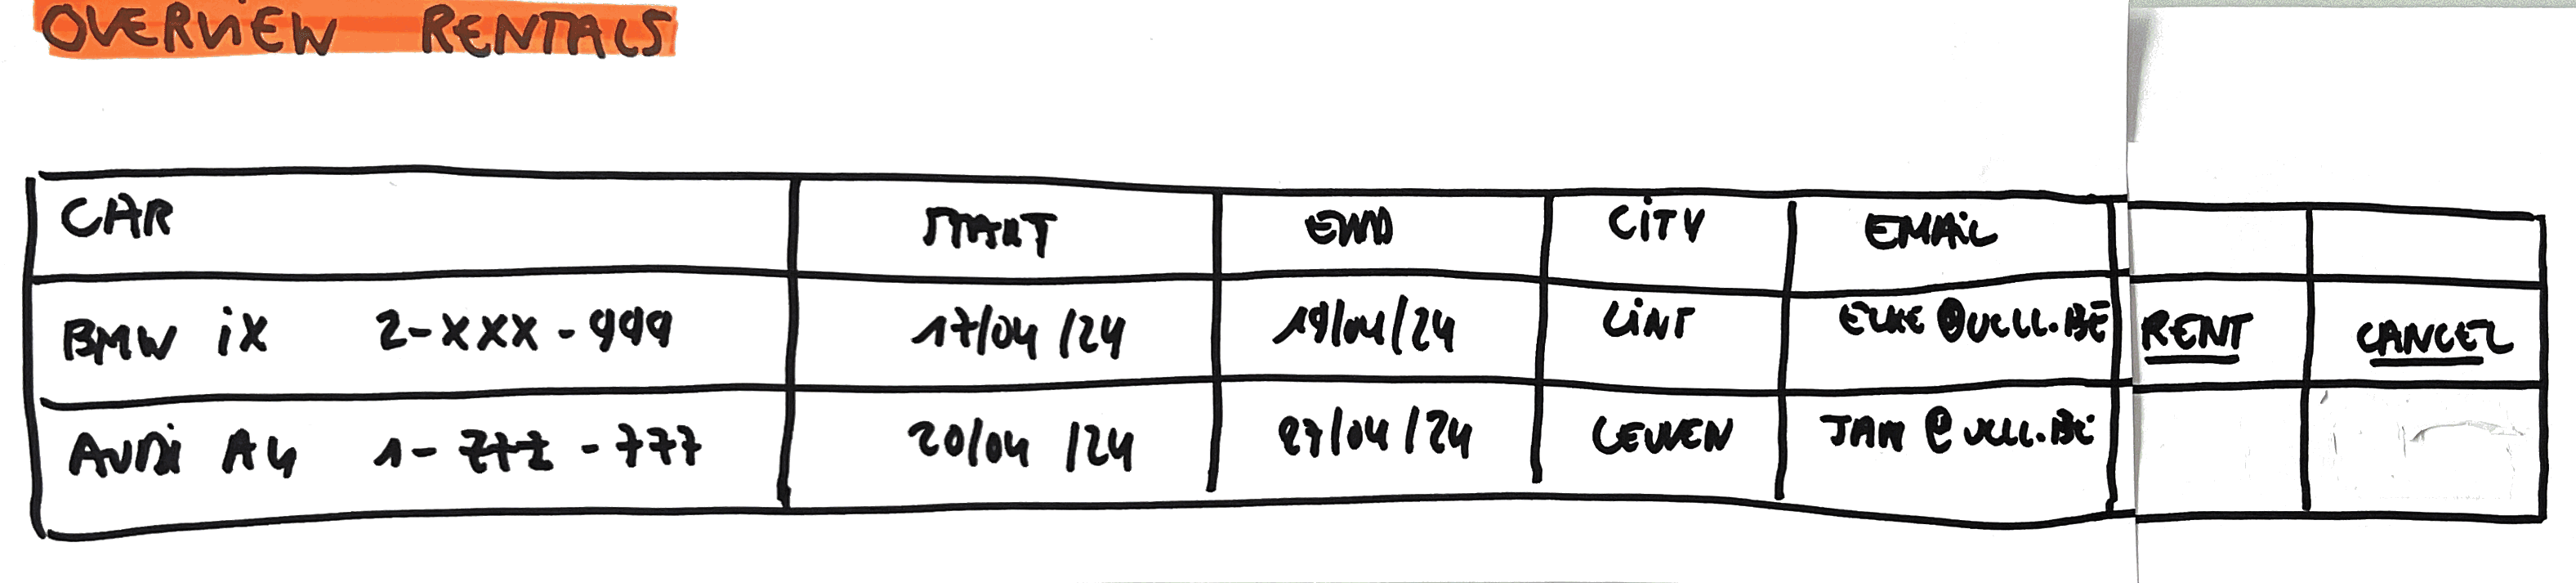 OVERVIEW RENTALS
CAR START END CITY EMAIL
BMW iX 2-XXX-999 17/04/24 19/04/24 LINT ELKE@UCLL.BE RENT CANCEL
AUDI A4 1-ZZZ-777 20/04/24 27/04/24 LEUVEN JAN@UCLL.BE